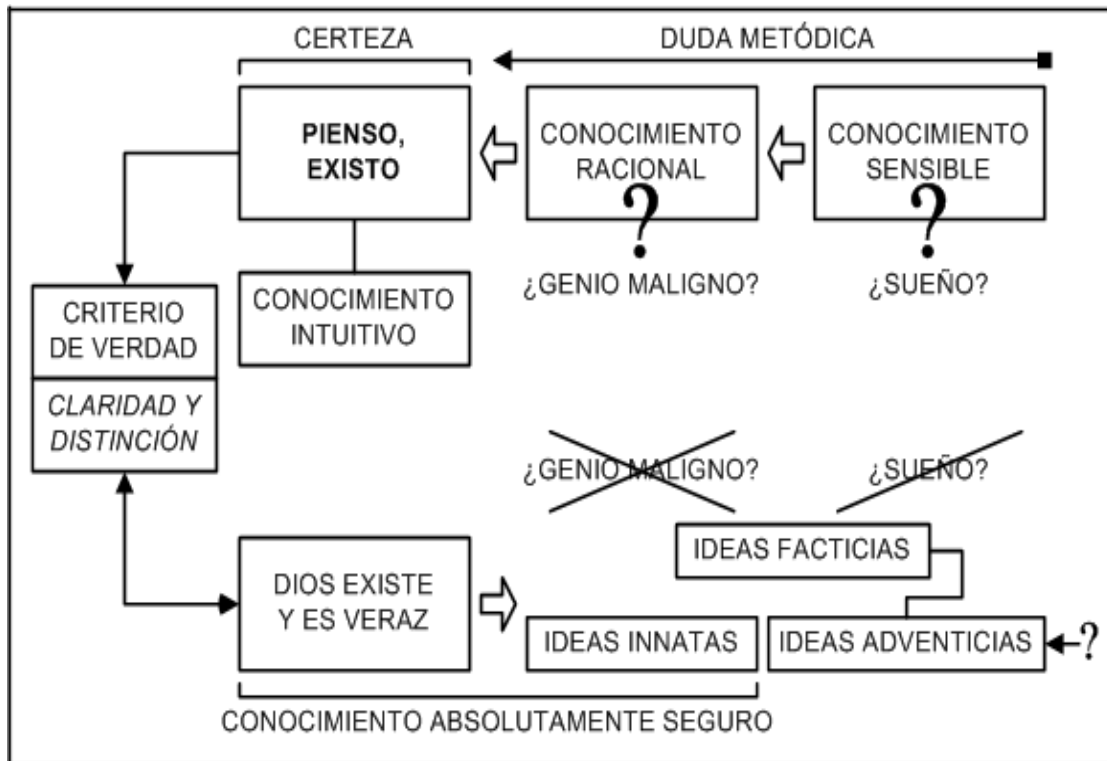 CERTEZA
DUDA METÓDICA
PIENSO,
EXISTO
CONOCIMIENTO
RACIONAL
?
CONOCIMIENTO
SENSIBLE
?
¿GENIO MALIGNO?
¿SUEÑO?
CONOCIMIENTO
INTUITIVO
CRITERIO
DE VERDAD
CLARIDAD Y
DISTINCIÓN
¿GENIO MALIGNO?
¿SUEÑO?
IDEAS FACTICIAS
DIOS EXISTE
Y ES VERAZ
IDEAS INNATAS
IDEAS ADVENTICIAS
?
CONOCIMIENTO ABSOLUTAMENTE SEGURO